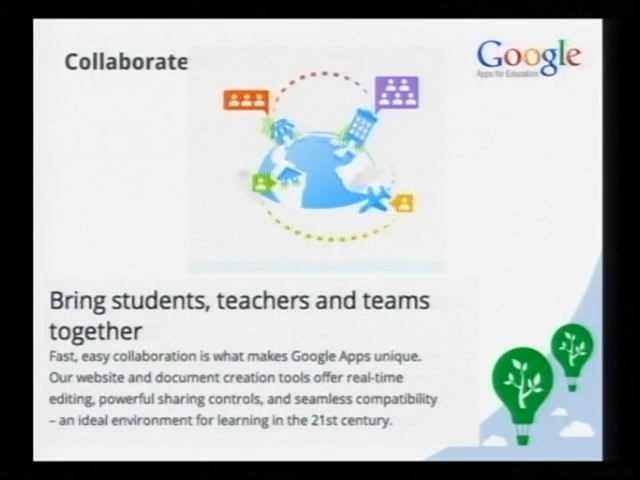 Collaborate
Google
Apps for Education
Bring students, teachers and teams
together
Fast, easy collaboration is what makes Google Apps unique.
Our website and document creation tools offer real-time
editing, powerful sharing controls, and seamless compatibility
– an ideal environment for learning in the 21st century.